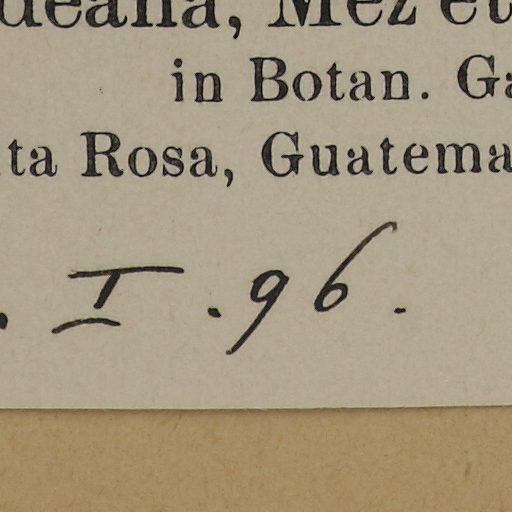 deana, Mez et
in Botan. Ga
ta Rosa, Guatema
. I . 96 .